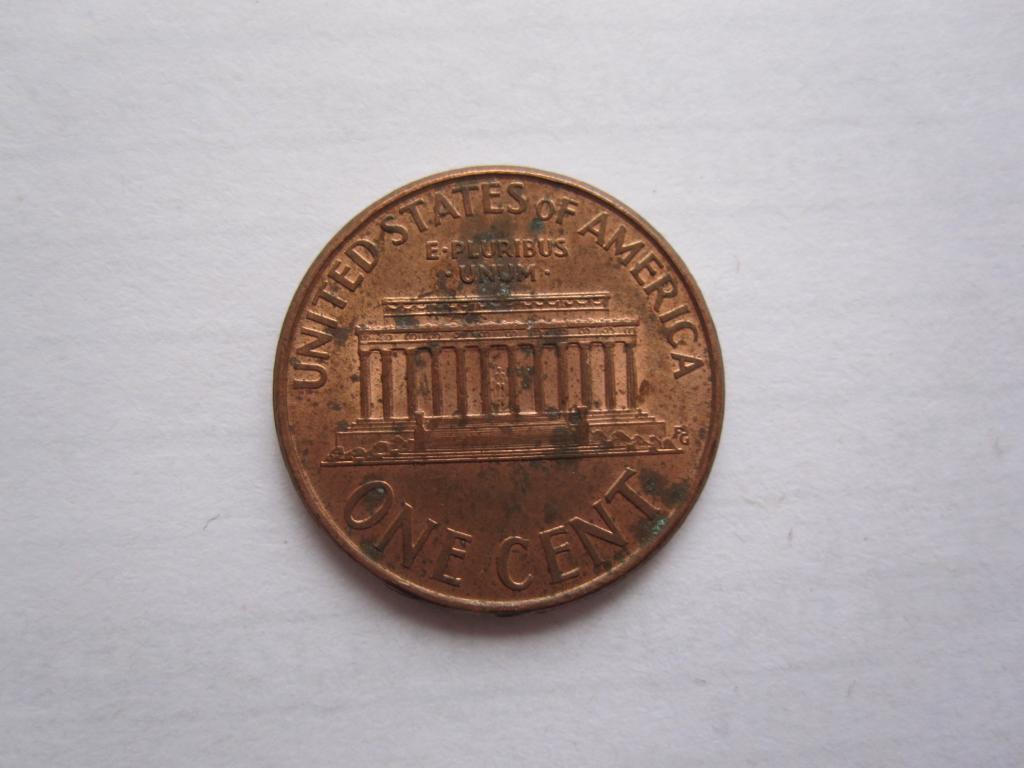 UNITED STATES OF AMERICA
E·PLURIBUS
·UNUM·
FG
ONE CENT